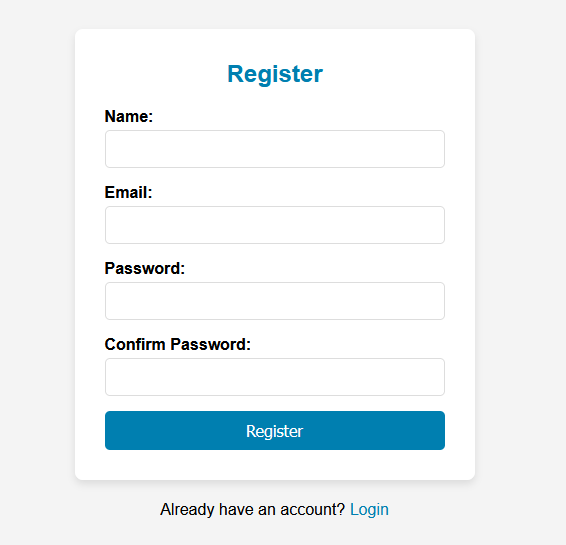 Register
Name:
Email:
Password:
Confirm Password:
Register
Already have an account? Login